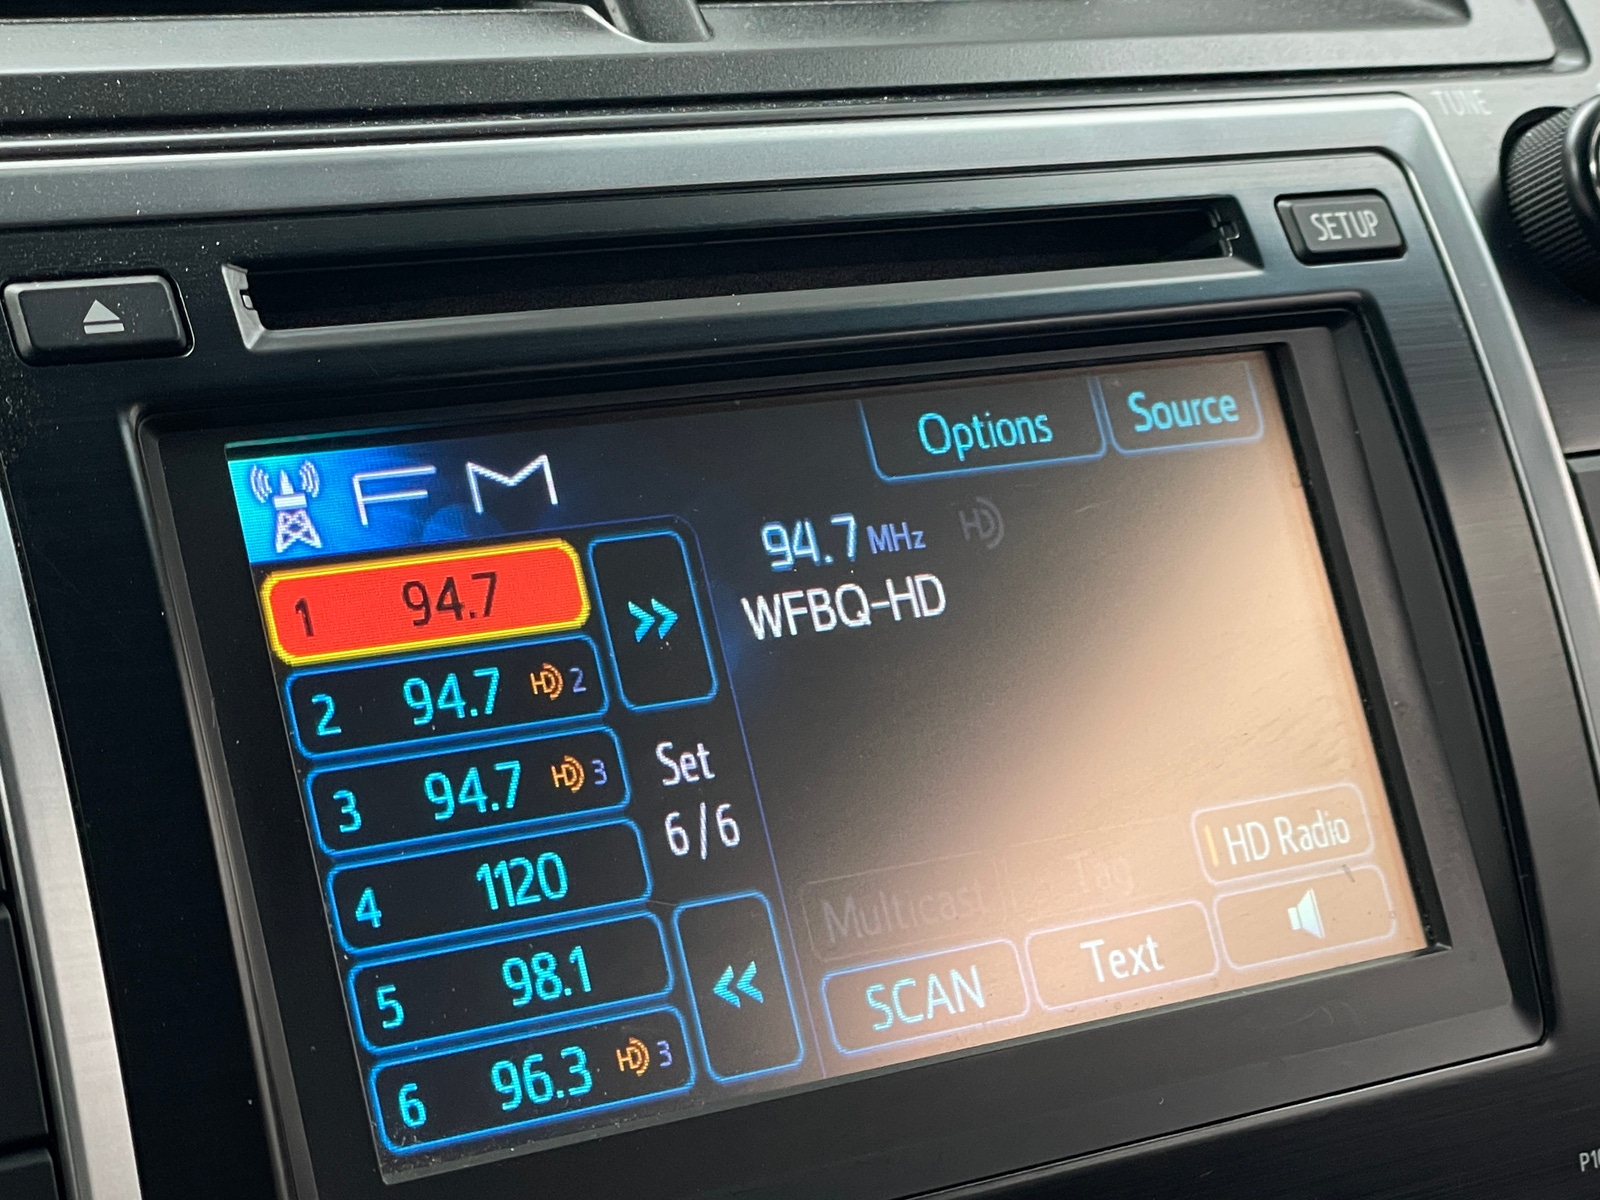 TUNE
SETUP
FM
Options
Source
1 94.7
2 94.7 HD 2
3 94.7 HD 3
4 1120
5 98.1
6 96.3 HD 3
Set
6/6
94.7 MHz HD
WFBQ-HD
HD Radio
Multicast
Tag
SCAN
Text